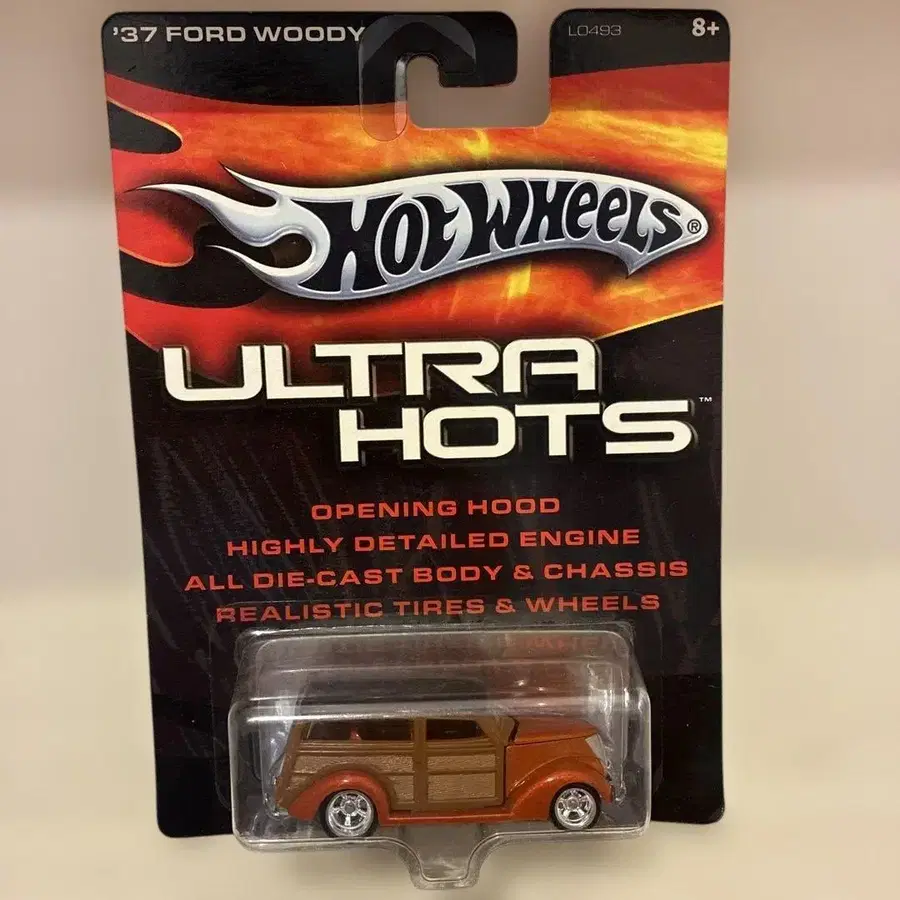 '37 FORD WOODY
L0493
8+
HOT WHEELS®
ULTRA
HOTS™
OPENING HOOD
HIGHLY DETAILED ENGINE
ALL DIE-CAST BODY & CHASSIS
REALISTIC TIRES & WHEELS